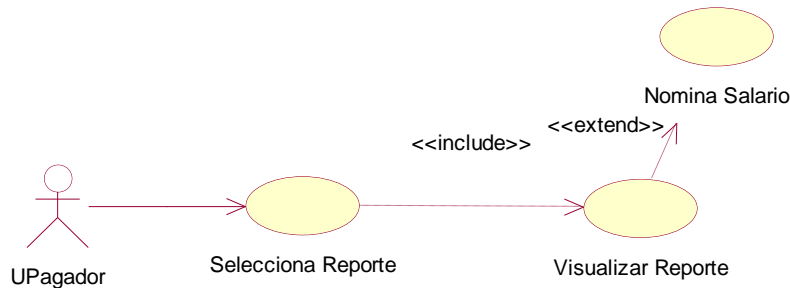 Nomina Salario
<<include>>
<<extend>>
UPagador
Selecciona Reporte
Visualizar Reporte